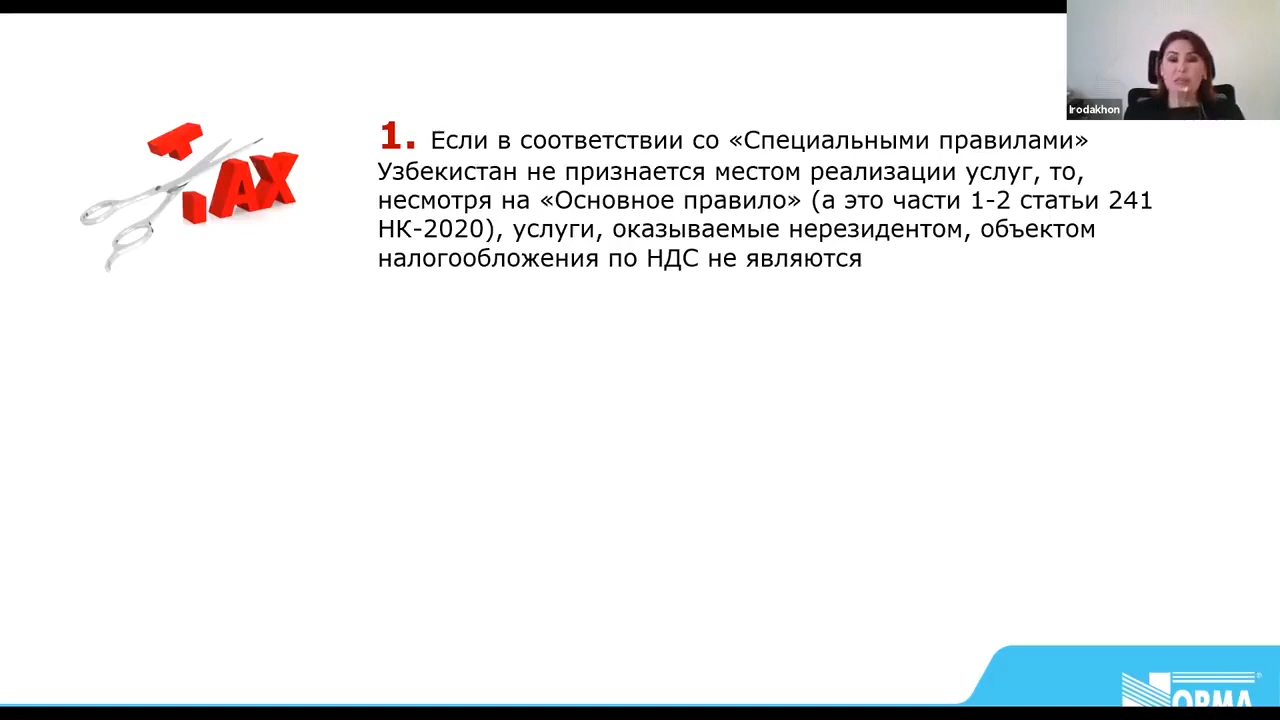 Irodakhon
TAX
1. Если в соответствии со «Специальными правилами»
Узбекистан не признается местом реализации услуг, то,
несмотря на «Основное правило» (а это части 1-2 статьи 241
НК-2020), услуги, оказываемые нерезидентом, объектом
налогообложения по НДС не являются
NORMA
®